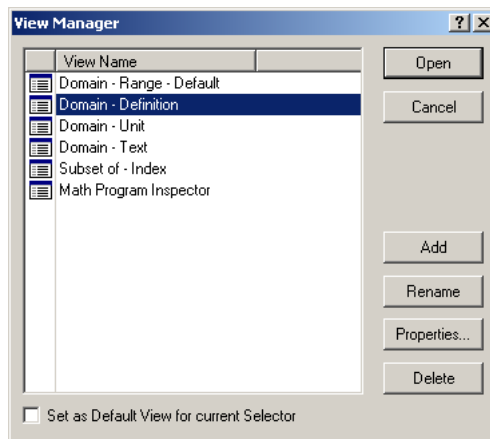 View Manager
View Name
Open
Domain - Range - Default
Domain - Definition
Cancel
Domain - Unit
Domain - Text
Subset of - Index
Math Program Inspector
Add
Rename
Properties...
Delete
Set as Default View for current Selector